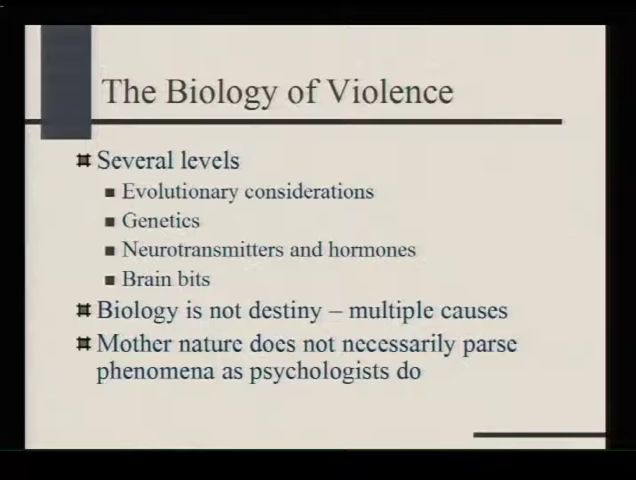 The Biology of Violence
Several levels
Evolutionary considerations
Genetics
Neurotransmitters and hormones
Brain bits
Biology is not destiny – multiple causes
Mother nature does not necessarily parse
phenomena as psychologists do